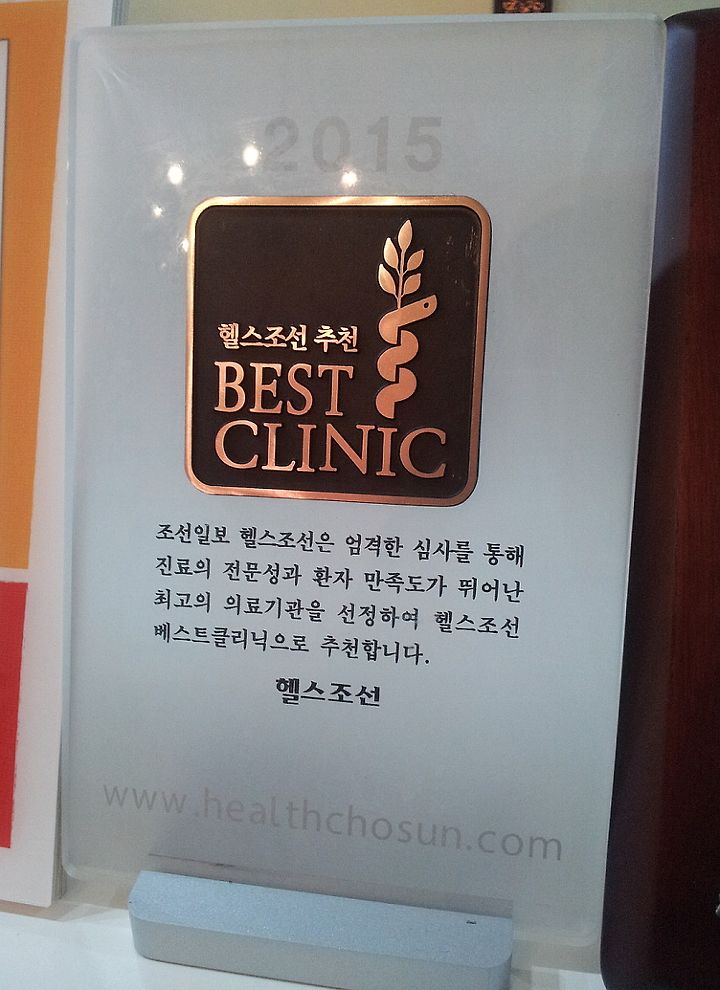 2015
헬스조선 추천
BEST
CLINIC
조선일보 헬스조선은 엄격한 심사를 통해
진료의 전문성과 환자 만족도가 뛰어난
최고의 의료기관을 선정하여 헬스조선
베스트클리닉으로 추천합니다.
헬스조선
www.healthchosun.com